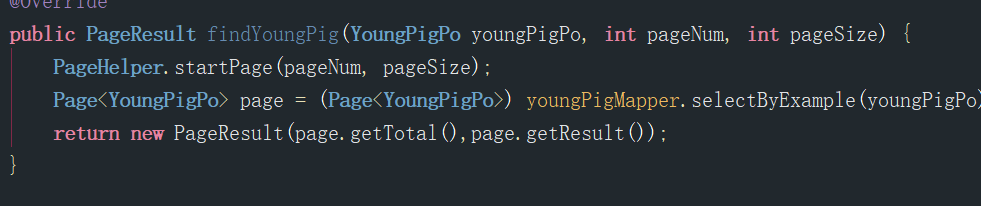 @Override
public PageResult findYoungPig(YoungPigPo youngPigPo, int pageNum, int pageSize) {
PageHelper.startPage(pageNum, pageSize);
Page<YoungPigPo> page = (Page<YoungPigPo>) youngPigMapper.selectByExample(youngPigPo)
return new PageResult(page.getTotal(),page.getResult());
}